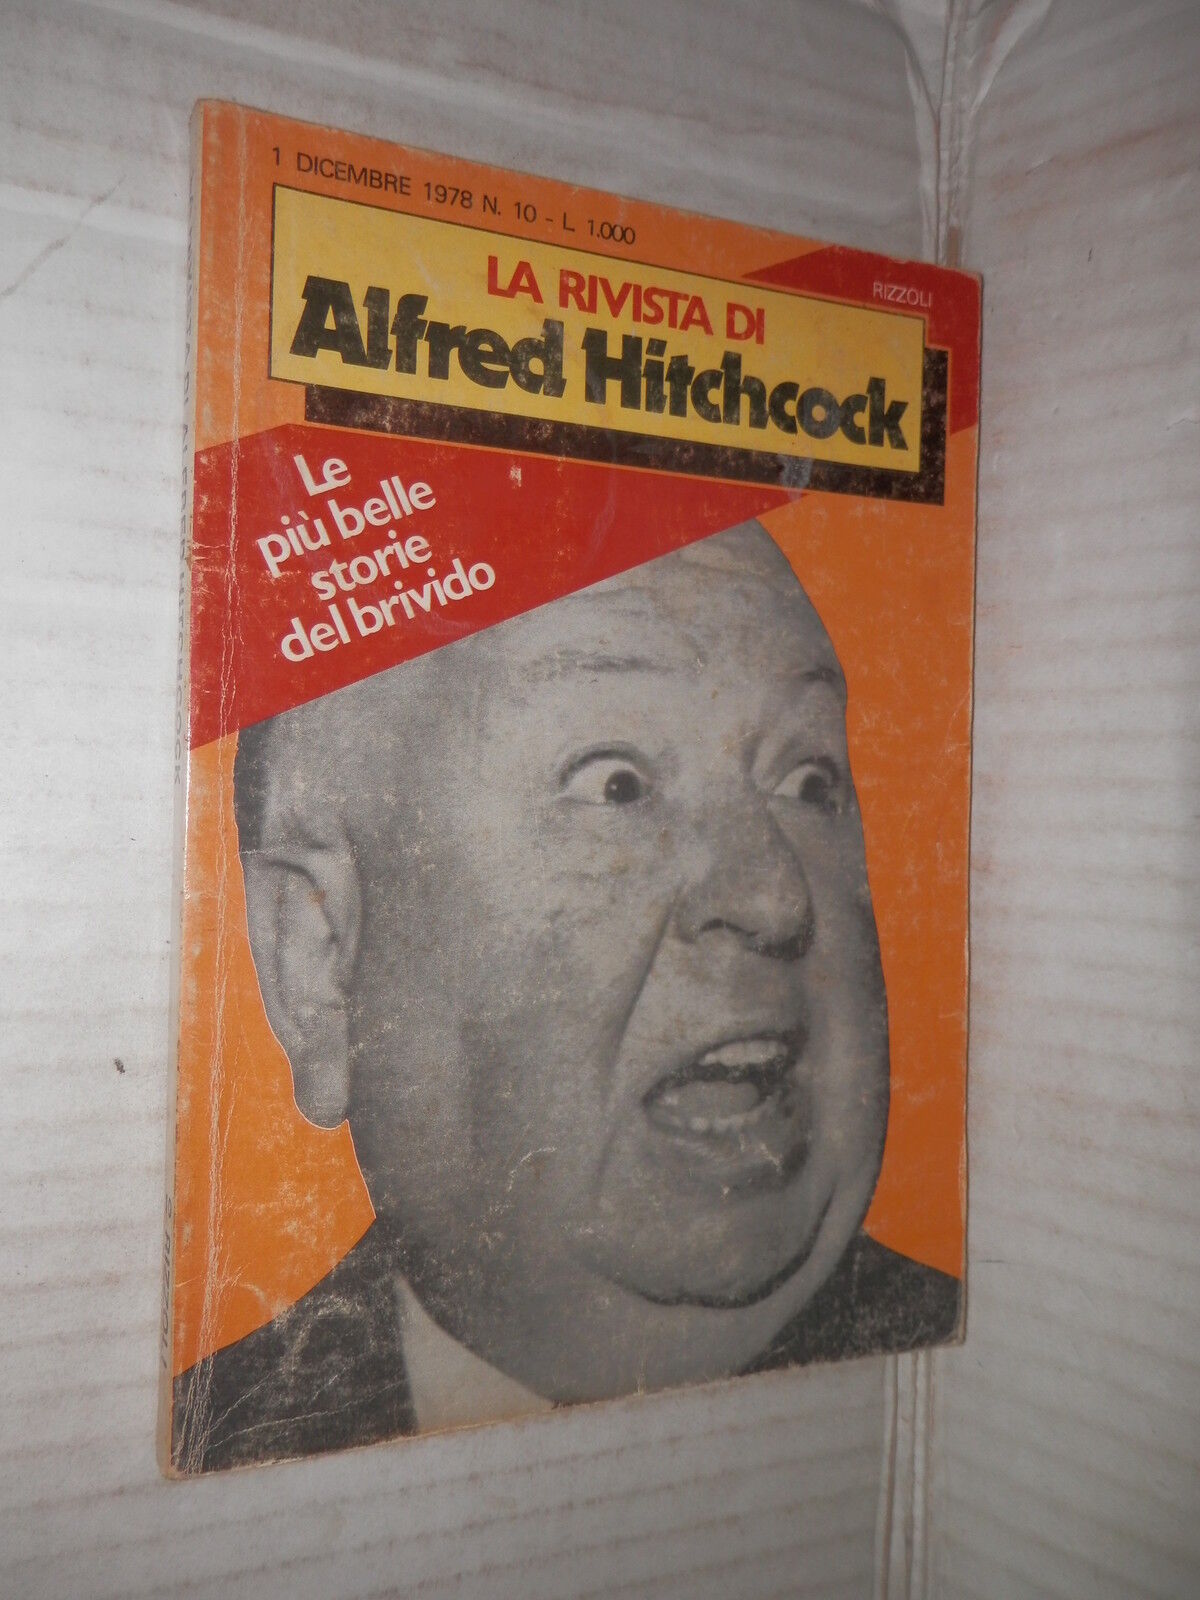 1 DICEMBRE 1978 N. 10 - L. 1.000
RIZZOLI
LA RIVISTA DI
Alfred Hitchcock
Le
più belle
storie
del brivido